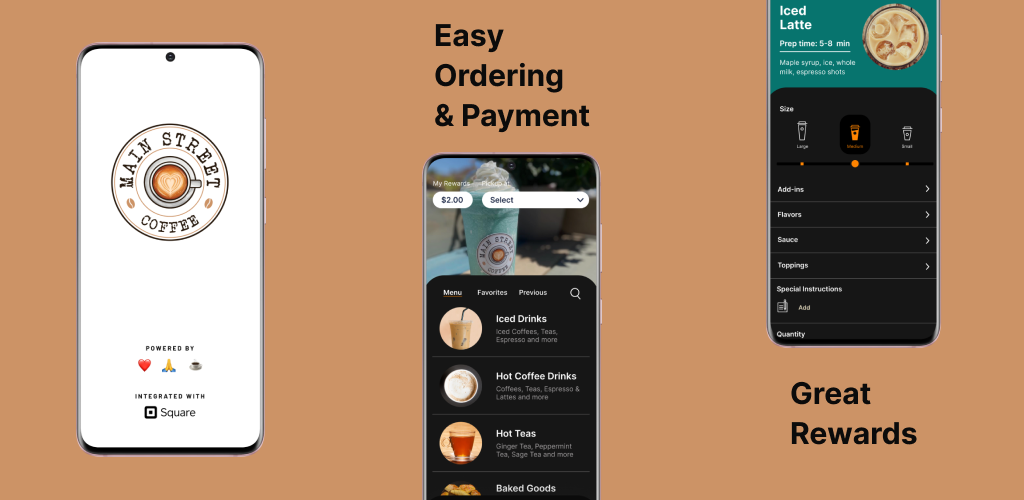 MAIN STREET
COFFEE
POWERED BY
INTEGRATED WITH
Square
Easy
Ordering
& Payment
My Rewards
$2.00
Select
MAIN STREET
COFFEE
Menu
Favorites
Previous
Iced Drinks
Iced Coffees, Teas,
Espresso and more
Hot Coffee Drinks
Coffees, Teas, Espresso &
Lattes and more
Hot Teas
Ginger Tea, Peppermint
Tea, Sage Tea and more
Baked Goods
Iced
Latte
Prep time: 5-8 min
Maple syrup, ice, whole
milk, espresso shots
Size
Large
Medium
Small
Add-ins
Flavors
Sauce
Toppings
Special Instructions
Add
Quantity
Great
Rewards